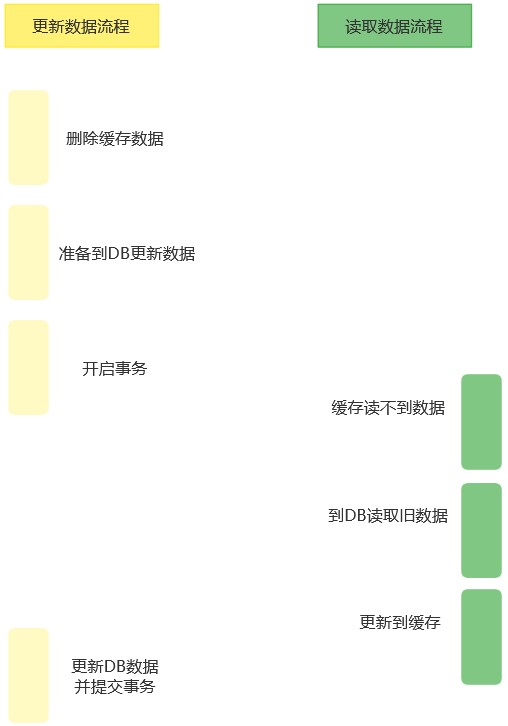 更新数据流程
读取数据流程
删除缓存数据
准备到DB更新数据
开启事务
缓存读不到数据
到DB读取旧数据
更新到缓存
更新DB数据
并提交事务